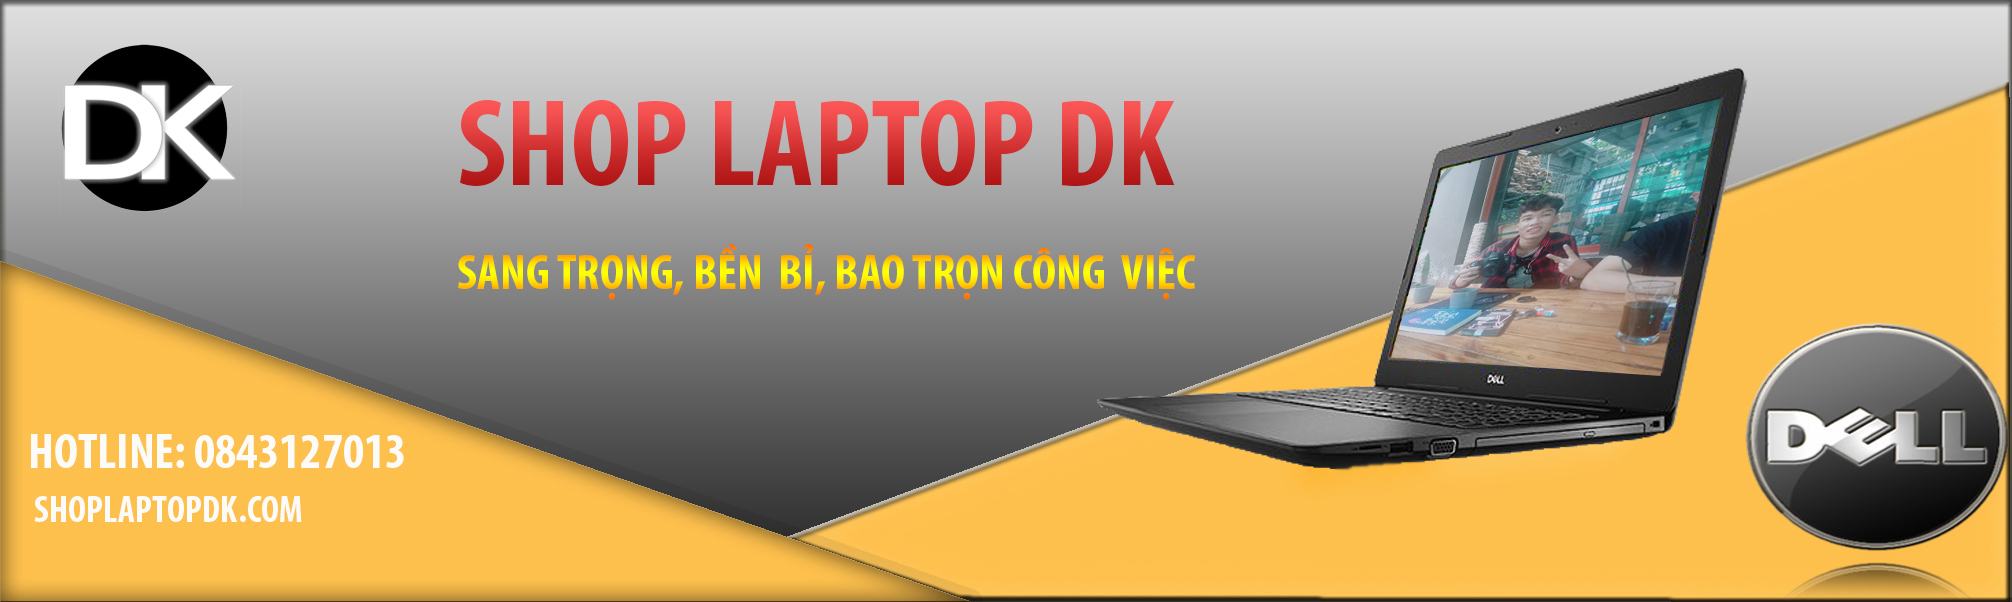 DK
SHOP LAPTOP DK
SANG TRỌNG, BỀN BỈ, BAO TRỌN CÔNG VIỆC
HOTLINE: 0843127013
SHOPLAPTOPDK.COM
DELL
DELL